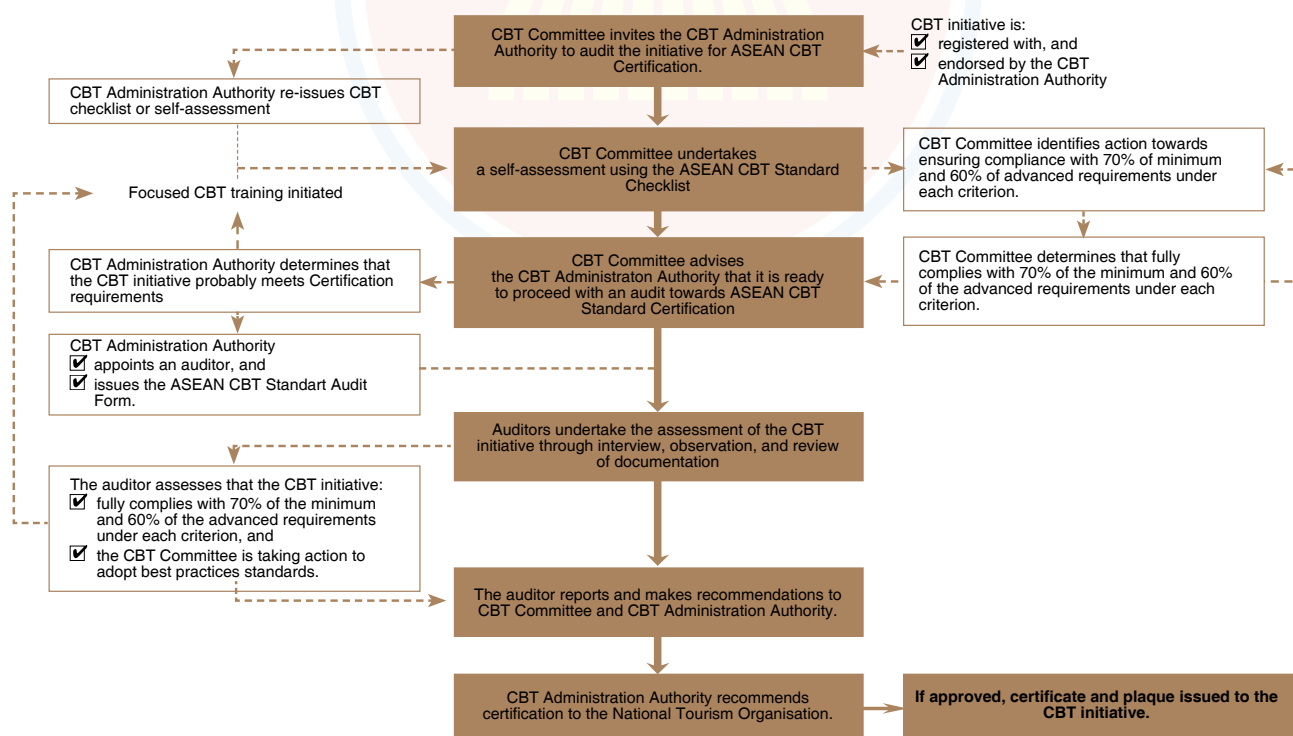 CBT Committee invites the CBT Administration
Authority to audit the initiative for ASEAN CBT
Certification.
CBT initiative is:
registered with, and
endorsed by the CBT
Administration Authority
CBT Administration Authority re-issues CBT
checklist or self-assessment
CBT Committee undertakes
a self-assessment using the ASEAN CBT Standard
Checklist
CBT Committee identifies action towards
ensuring compliance with 70% of minimum
and 60% of advanced requirements under
each criterion.
Focused CBT training initiated
CBT Administration Authority determines that
the CBT initiative probably meets Certification
requirements
CBT Committee advises
the CBT Administraton Authority that it is ready
to proceed with an audit towards ASEAN CBT
Standard Certification
CBT Committee determines that fully
complies with 70% of the minimum and 60%
of the advanced requirements under each
criterion.
CBT Administration Authority
appoints an auditor, and
issues the ASEAN CBT Standart Audit
Form.
Auditors undertake the assessment of the CBT
initiative through interview, observation, and review
of documentation
The auditor assesses that the CBT initiative:
fully complies with 70% of the minimum
and 60% of the advanced requirements
under each criterion, and
the CBT Committee is taking action to
adopt best practices standards.
The auditor reports and makes recommendations to
CBT Committee and CBT Administration Authority.
CBT Administration Authority recommends
certification to the National Tourism Organisation.
If approved, certificate and plaque issued to the
CBT initiative.